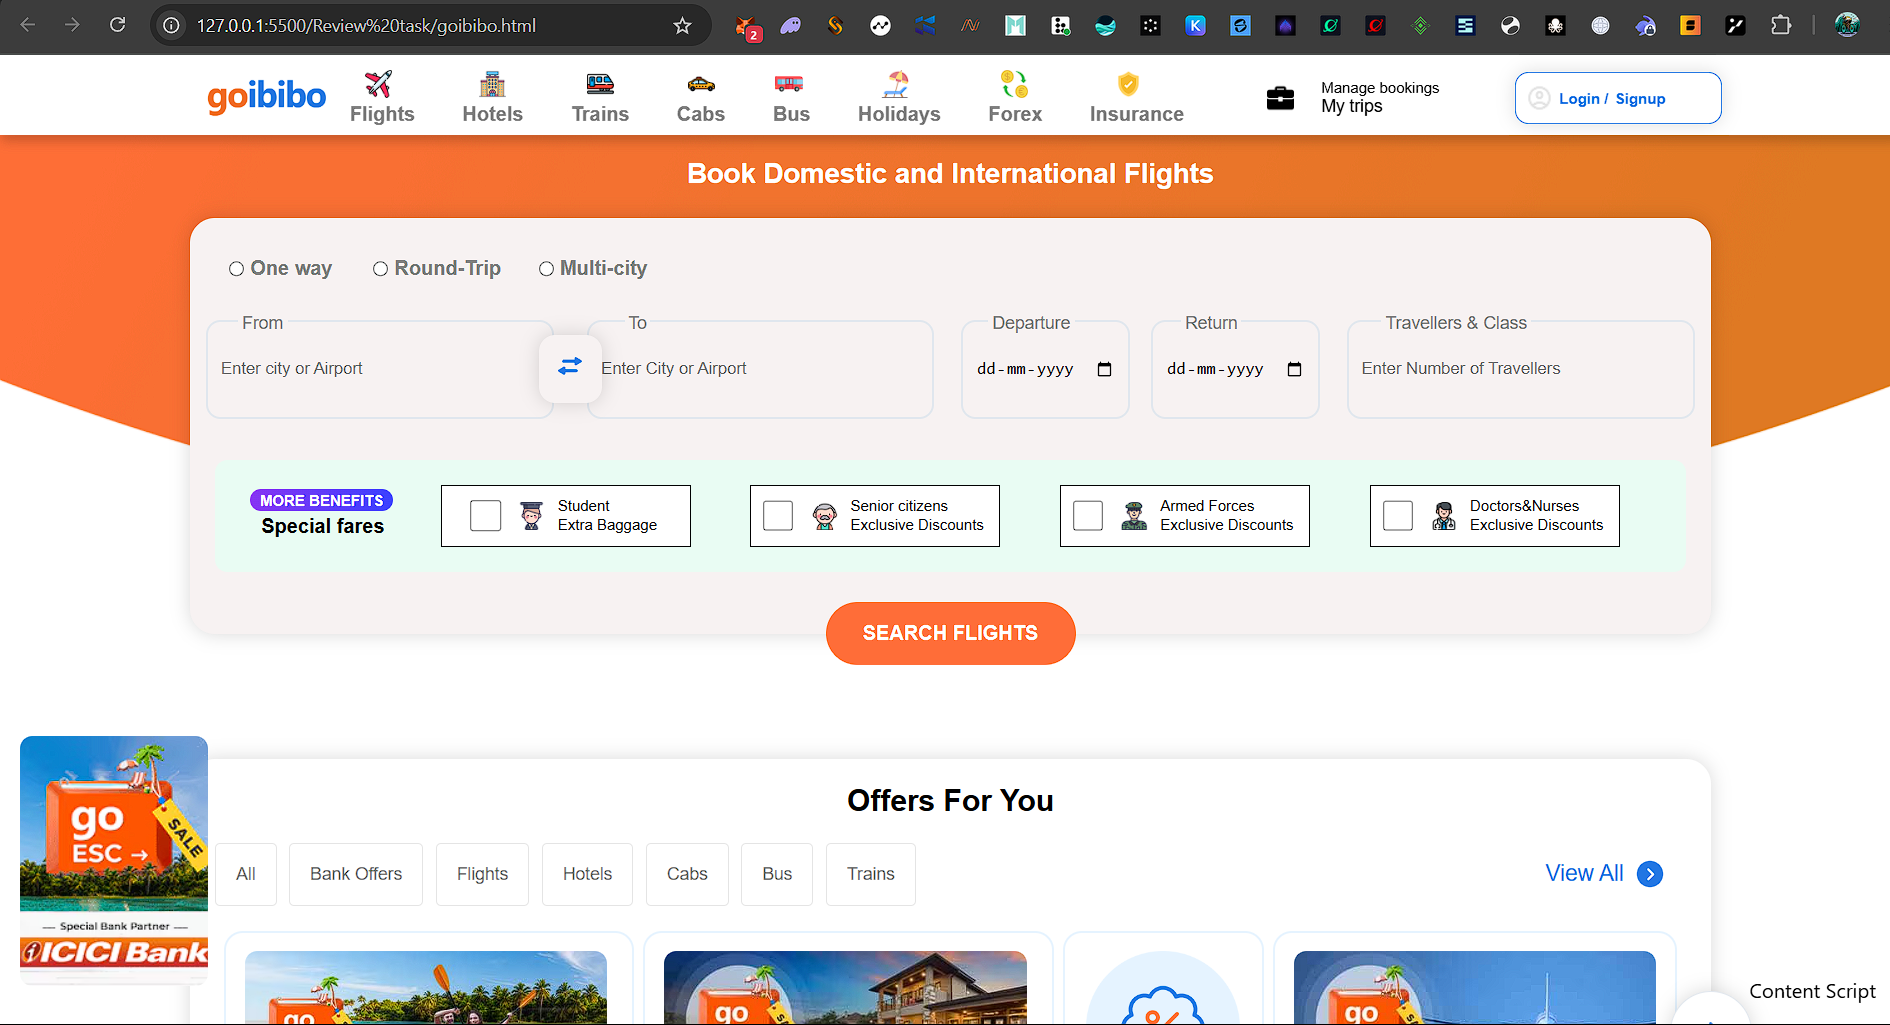 127.0.0.1:5500/Review%20task/goibibo.html
2
goibibo
Flights
Hotels
Trains
Cabs
Bus
Holidays
Forex
Insurance
Manage bookings
My trips
Login / Signup
Book Domestic and International Flights
One way
Round-Trip
Multi-city
From
To
Departure
Return
Travellers & Class
Enter city or Airport
Enter City or Airport
dd-mm-yyyy
dd-mm-yyyy
Enter Number of Travellers
MORE BENEFITS
Special fares
Student
Extra Baggage
Senior citizens
Exclusive Discounts
Armed Forces
Exclusive Discounts
Doctors&Nurses
Exclusive Discounts
SEARCH FLIGHTS
go
ESC →
SALE
Special Bank Partner
ICICI Bank
Offers For You
All
Bank Offers
Flights
Hotels
Cabs
Bus
Trains
View All
go
go
go
Content Script